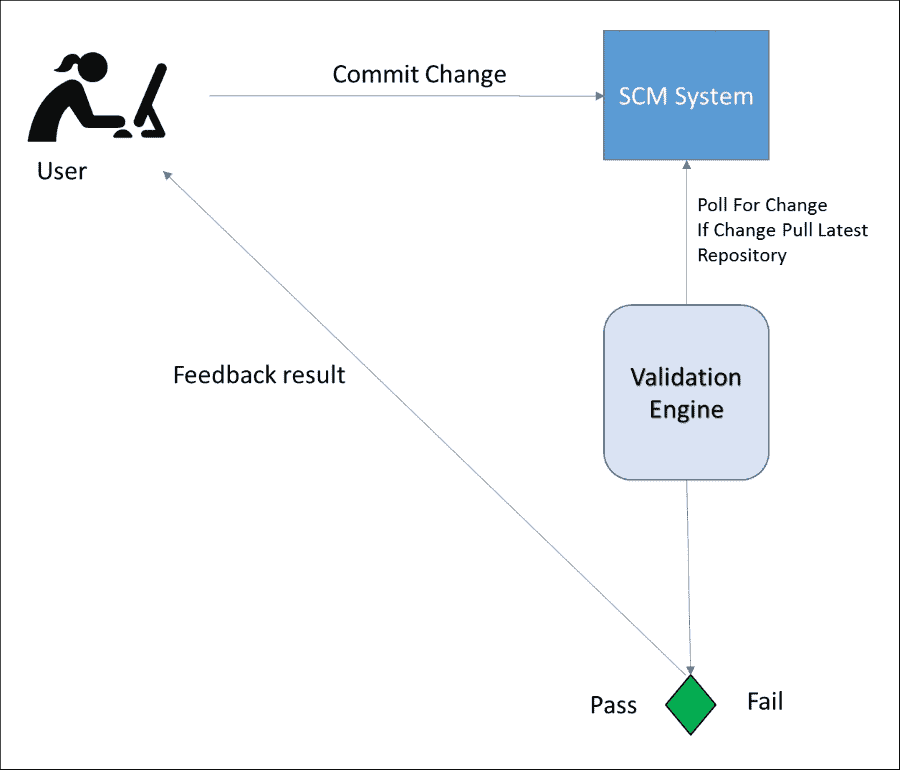 Commit Change
SCM System
User
Poll For Change
If Change Pull Latest
Repository
Feedback result
Validation
Engine
Pass
Fail